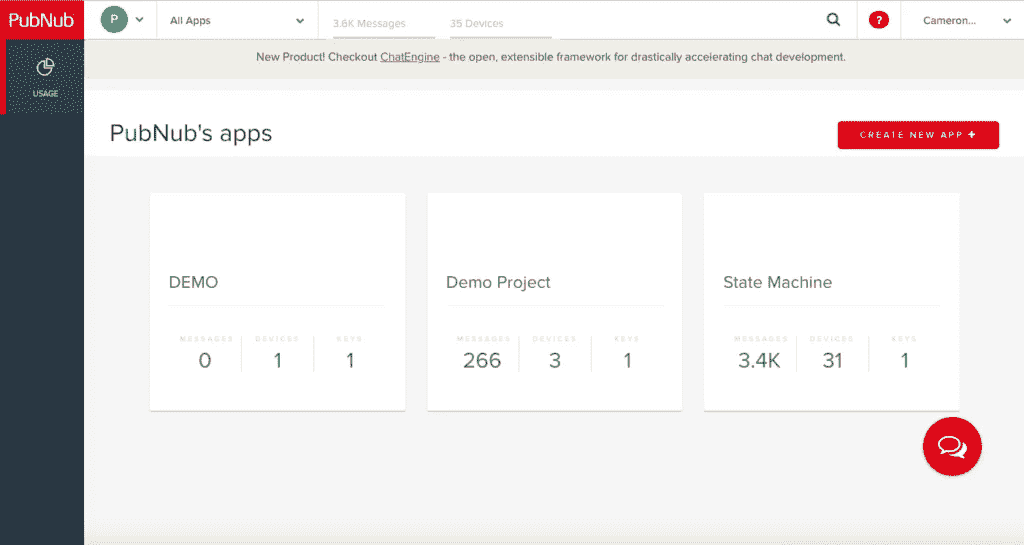 PubNub
P
All Apps
3.6K Messages
35 Devices
?
Cameron...
USAGE
New Product! Checkout ChatEngine - the open, extensible framework for drastically accelerating chat development.
PubNub's apps
CREATE NEW APP +
DEMO
MESSAGES DEVICES KEYS
0 1 1
Demo Project
MESSAGES DEVICES KEYS
266 3 1
State Machine
MESSAGES DEVICES KEYS
3.4K 31 1